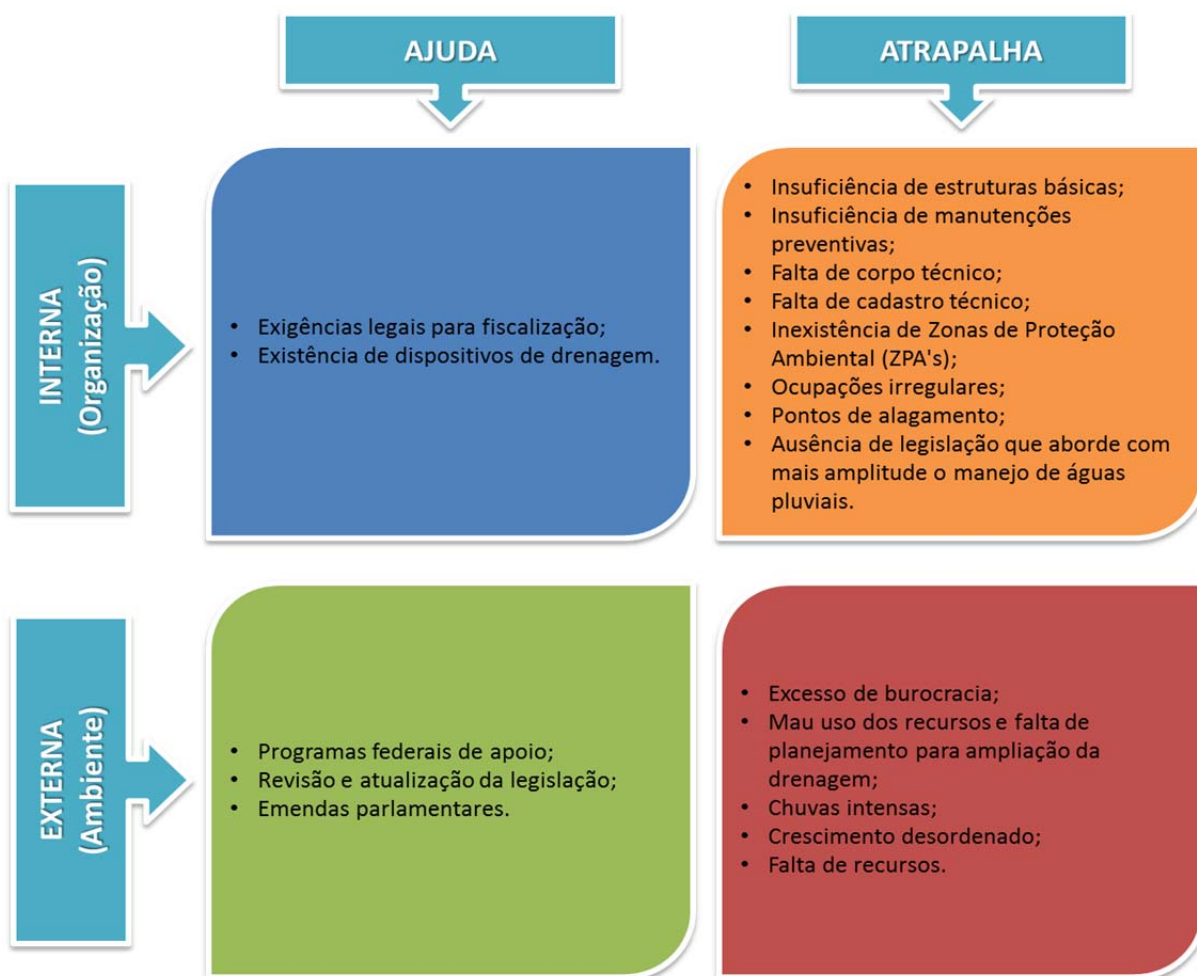 AJUDA
ATRAPALHA
INTERNA
(Organização)
• Exigências legais para fiscalização;
• Existência de dispositivos de drenagem.
• Insuficiência de estruturas básicas;
• Insuficiência de manutenções
preventivas;
• Falta de corpo técnico;
• Falta de cadastro técnico;
• Inexistência de Zonas de Proteção
Ambiental (ZPA's);
• Ocupações irregulares;
• Pontos de alagamento;
• Ausência de legislação que aborde com
mais amplitude o manejo de águas
pluviais.
EXTERNA
(Ambiente)
• Programas federais de apoio;
• Revisão e atualização da legislação;
• Emendas parlamentares.
• Excesso de burocracia;
• Mau uso dos recursos e falta de
planejamento para ampliação da
drenagem;
• Chuvas intensas;
• Crescimento desordenado;
• Falta de recursos.